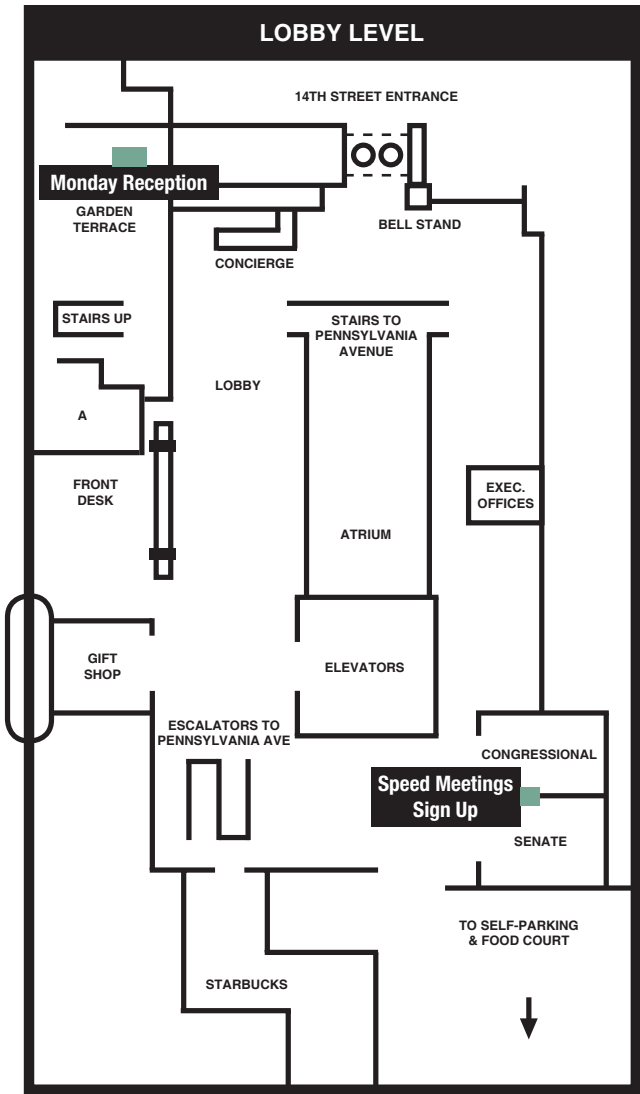 LOBBY LEVEL
14TH STREET ENTRANCE
Monday Reception
GARDEN
TERRACE
BELL STAND
CONCIERGE
STAIRS UP
STAIRS TO
PENNSYLVANIA
AVENUE
LOBBY
A
FRONT
DESK
EXEC.
OFFICES
ATRIUM
GIFT
SHOP
ELEVATORS
ESCALATORS TO
PENNSYLVANIA AVE
CONGRESSIONAL
Speed Meetings
Sign Up
SENATE
TO SELF-PARKING
& FOOD COURT
STARBUCKS